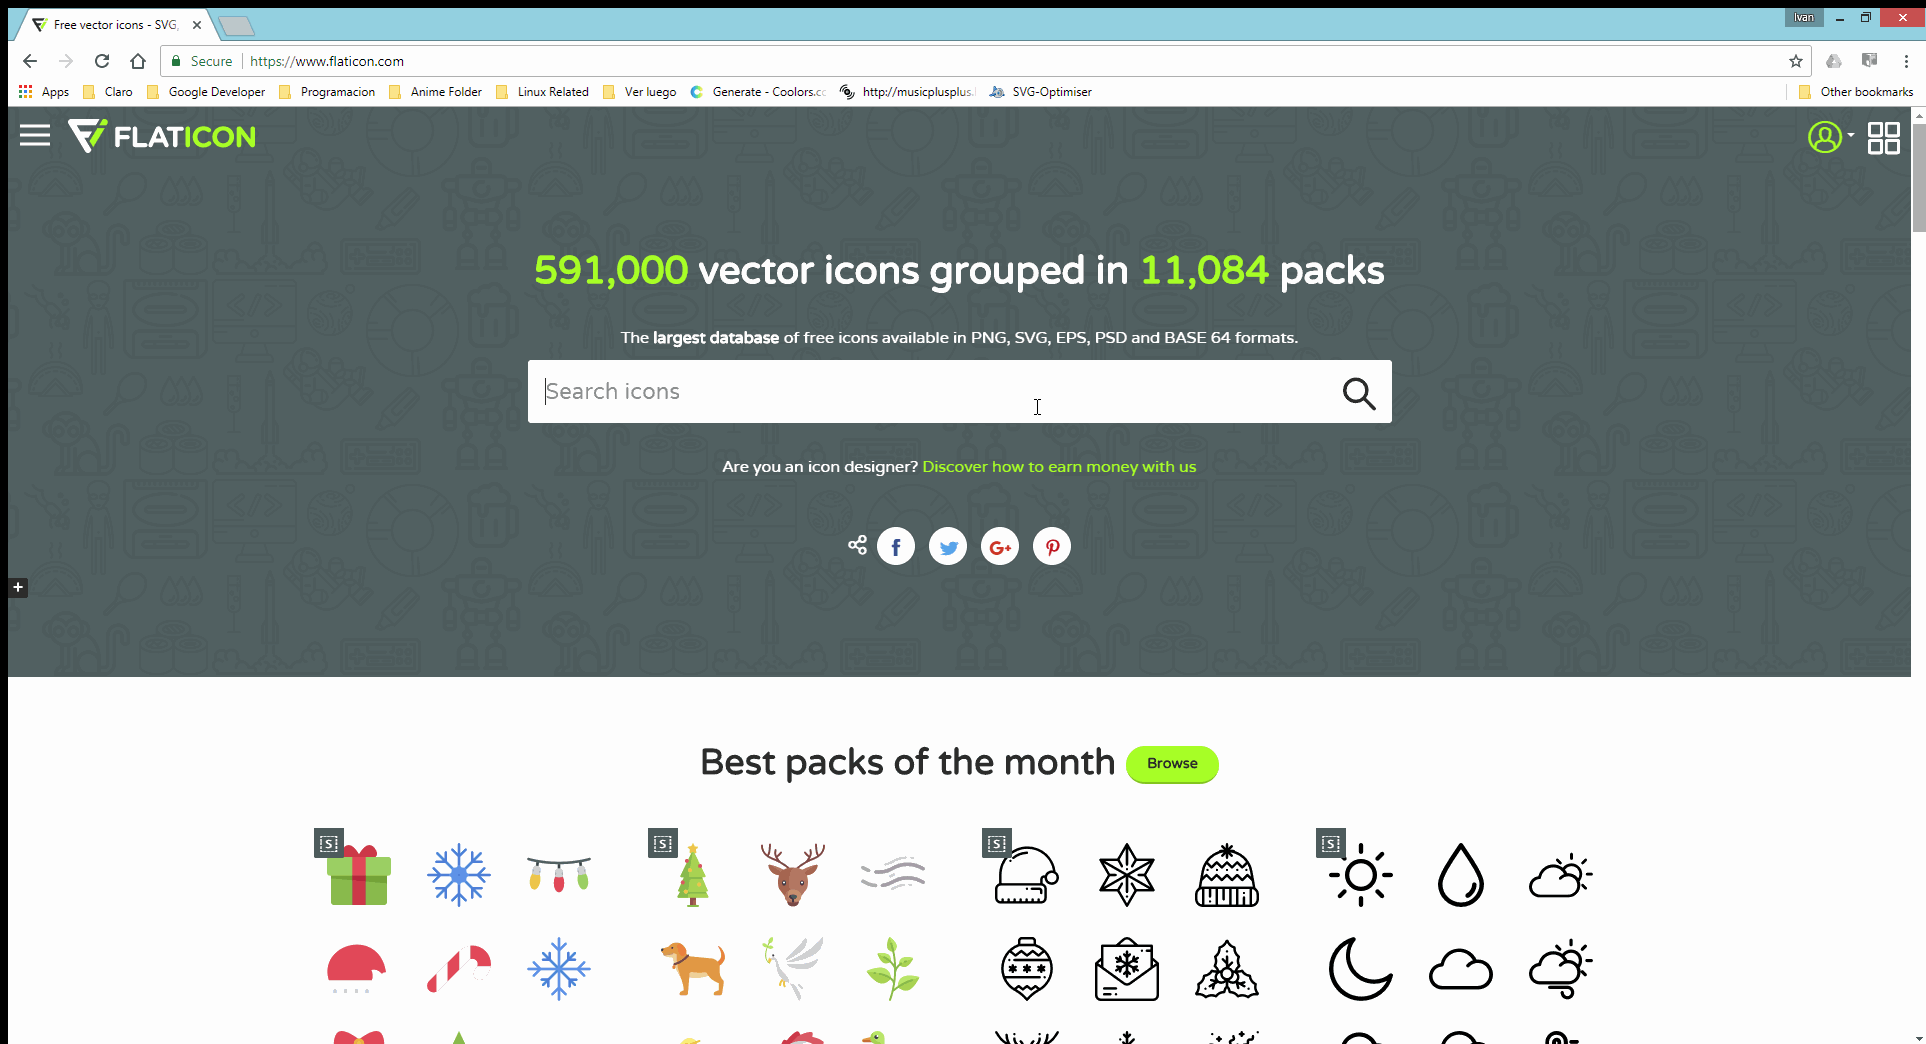 Free vector icons - SVG,
Ivan
Secure
https://www.flaticon.com
Apps
Claro
Google Developer
Programacion
Anime Folder
Linux Related
Ver luego
Generate - Coolors.cc
http://musicplusplus.
SVG-Optimiser
Other bookmarks
FLATICON
591,000 vector icons grouped in 11,084 packs
The largest database of free icons available in PNG, SVG, EPS, PSD and BASE 64 formats.
Search icons
Are you an icon designer? Discover how to earn money with us
f
G+
Best packs of the month
Browse
S
S
S
S